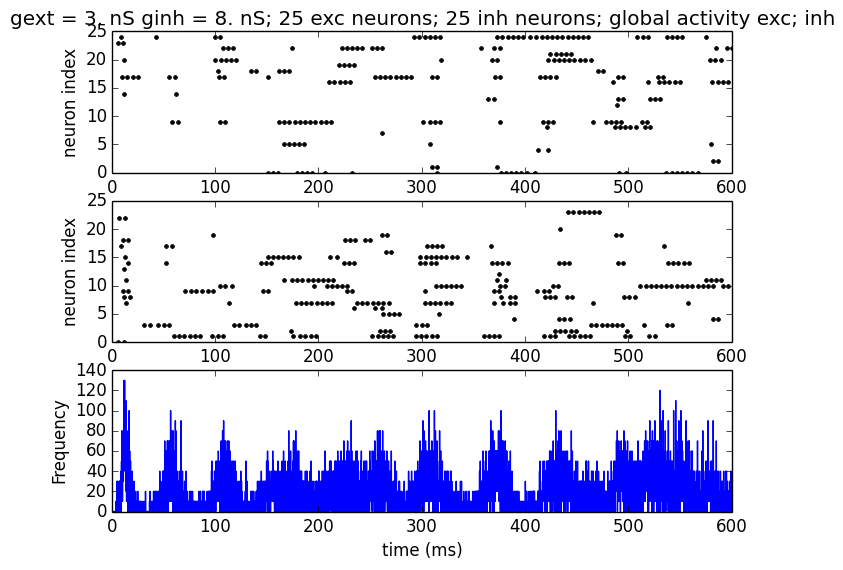 gext = 3. nS ginh = 8. nS; 25 exc neurons; 25 inh neurons; global activity exc; inh
25
20
15
10
5
0
neuron index
0 100 200 300 400 500 600
25
20
15
10
5
0
neuron index
0 100 200 300 400 500 600
140
120
100
80
60
40
20
0
Frequency
0 100 200 300 400 500 600
time (ms)